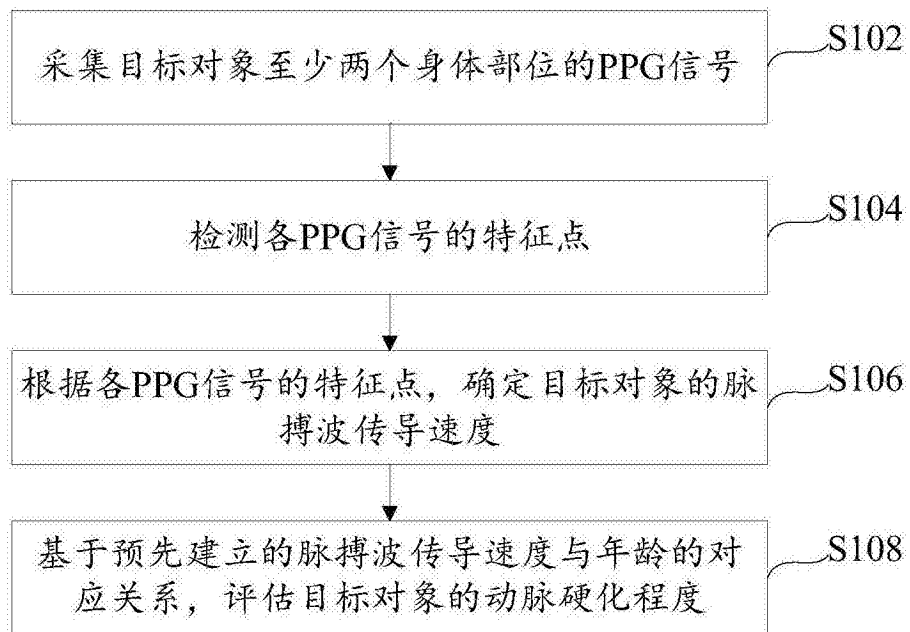 采集目标对象至少两个身体部位的PPG信号
S102
检测各PPG信号的特征点
S104
根据各PPG信号的特征点，确定目标对象的脉
搏波传导速度
S106
基于预先建立的脉搏波传导速度与年龄的对
应关系，评估目标对象的动脉硬化程度
S108